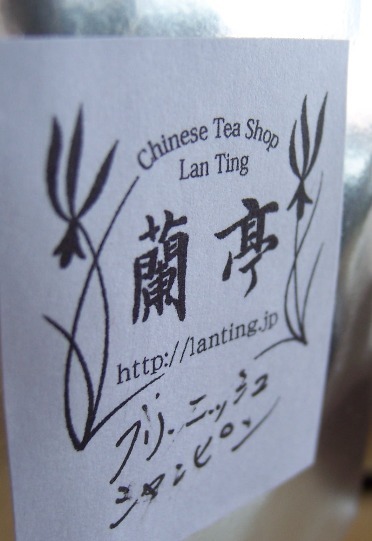 Chinese Tea Shop
Lan Ting
蘭亭
http://lanting.jp
フリーニッシュ
シャンピロン